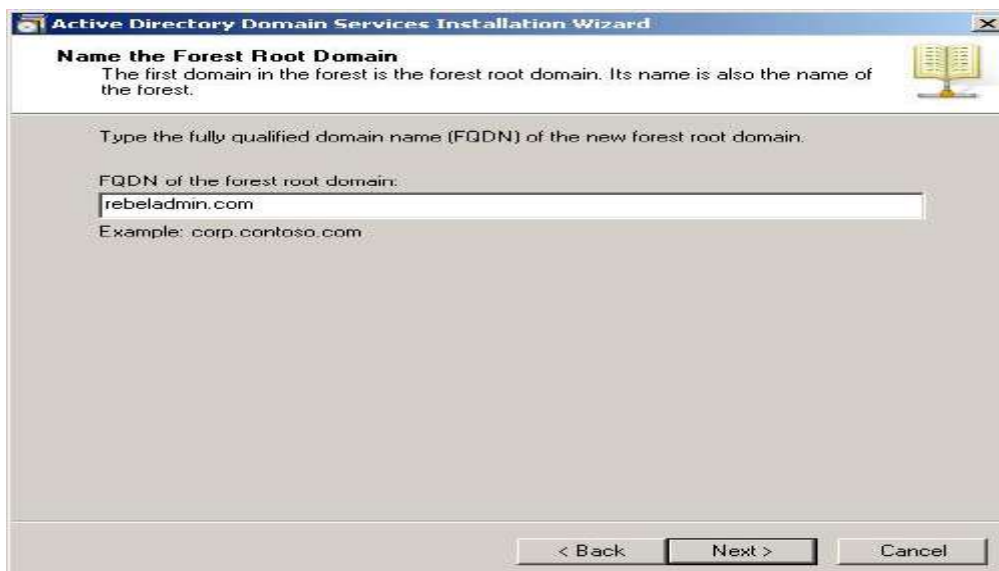 Active Directory Domain Services Installation Wizard
Name the Forest Root Domain
The first domain in the forest is the forest root domain. Its name is also the name of
the forest.
Type the fully qualified domain name (FQDN) of the new forest root domain.
FQDN of the forest root domain:
rebeladmin.com
Example: corp.contoso.com
< Back
Next >
Cancel